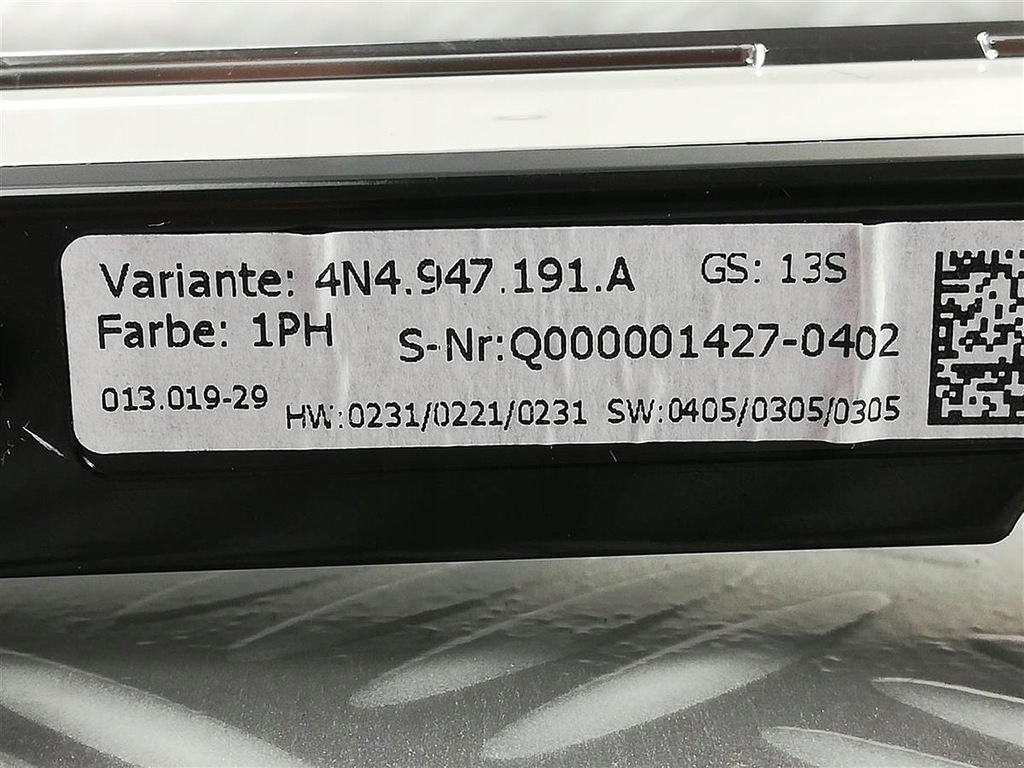 Variante: 4N4.947.191.A GS: 13S
Farbe: 1PH S-Nr:Q000001427-0402
013.019-29 HW:0231/0221/0231 SW:0405/0305/0305